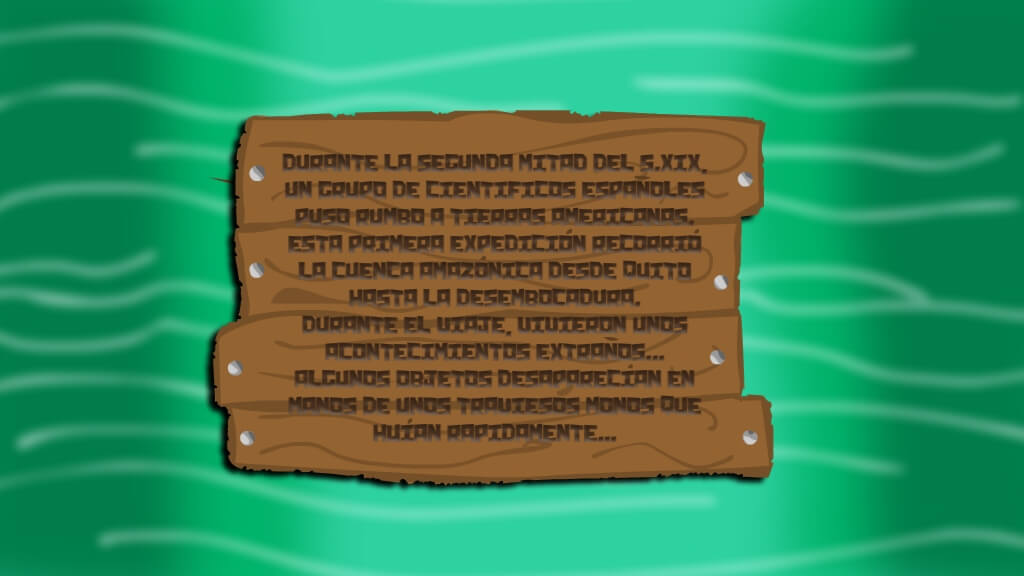 DURANTE LA SEGUNDA MITAD DEL S.XIX,
UN GRUPO DE CIENTIFICOS ESPAÑOLES
PUSO RUMBO A TIERRAS AMERICANAS.
ESTA PRIMERA EXPEDICIÓN RECORRIÓ
LA CUENCA AMAZÓNICA DESDE QUITO
HASTA LA DESEMBOCADURA.
DURANTE EL VIAJE, VIVIERON UNOS
ACONTECIMIENTOS EXTRAÑOS...
ALGUNOS OBJETOS DESAPARECÍAN EN
MANOS DE UNOS TRAVIESOS MONOS QUE
HUÍAN RAPIDAMENTE...